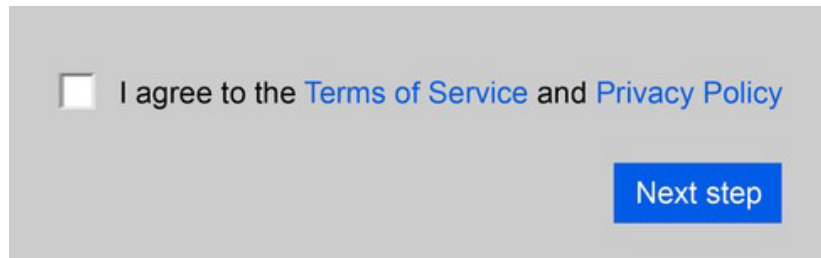 I agree to the Terms of Service and Privacy Policy
Next step